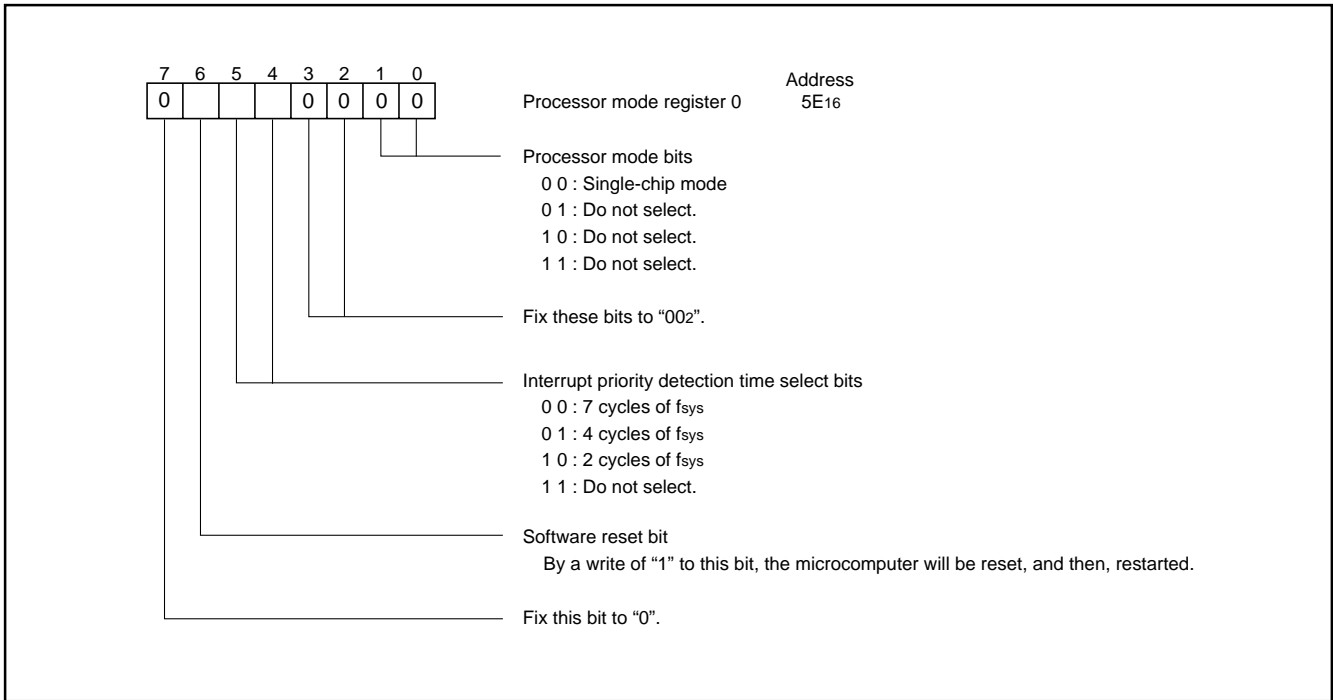 7 6 5 4 3 2 1 0
Address
0 0 0 0 0
Processor mode register 0 5E16
Processor mode bits
0 0 : Single-chip mode
0 1 : Do not select.
1 0 : Do not select.
1 1 : Do not select.
Fix these bits to “002”.
Interrupt priority detection time select bits
0 0 : 7 cycles of fsys
0 1 : 4 cycles of fsys
1 0 : 2 cycles of fsys
1 1 : Do not select.
Software reset bit
By a write of “1” to this bit, the microcomputer will be reset, and then, restarted.
Fix this bit to “0”.